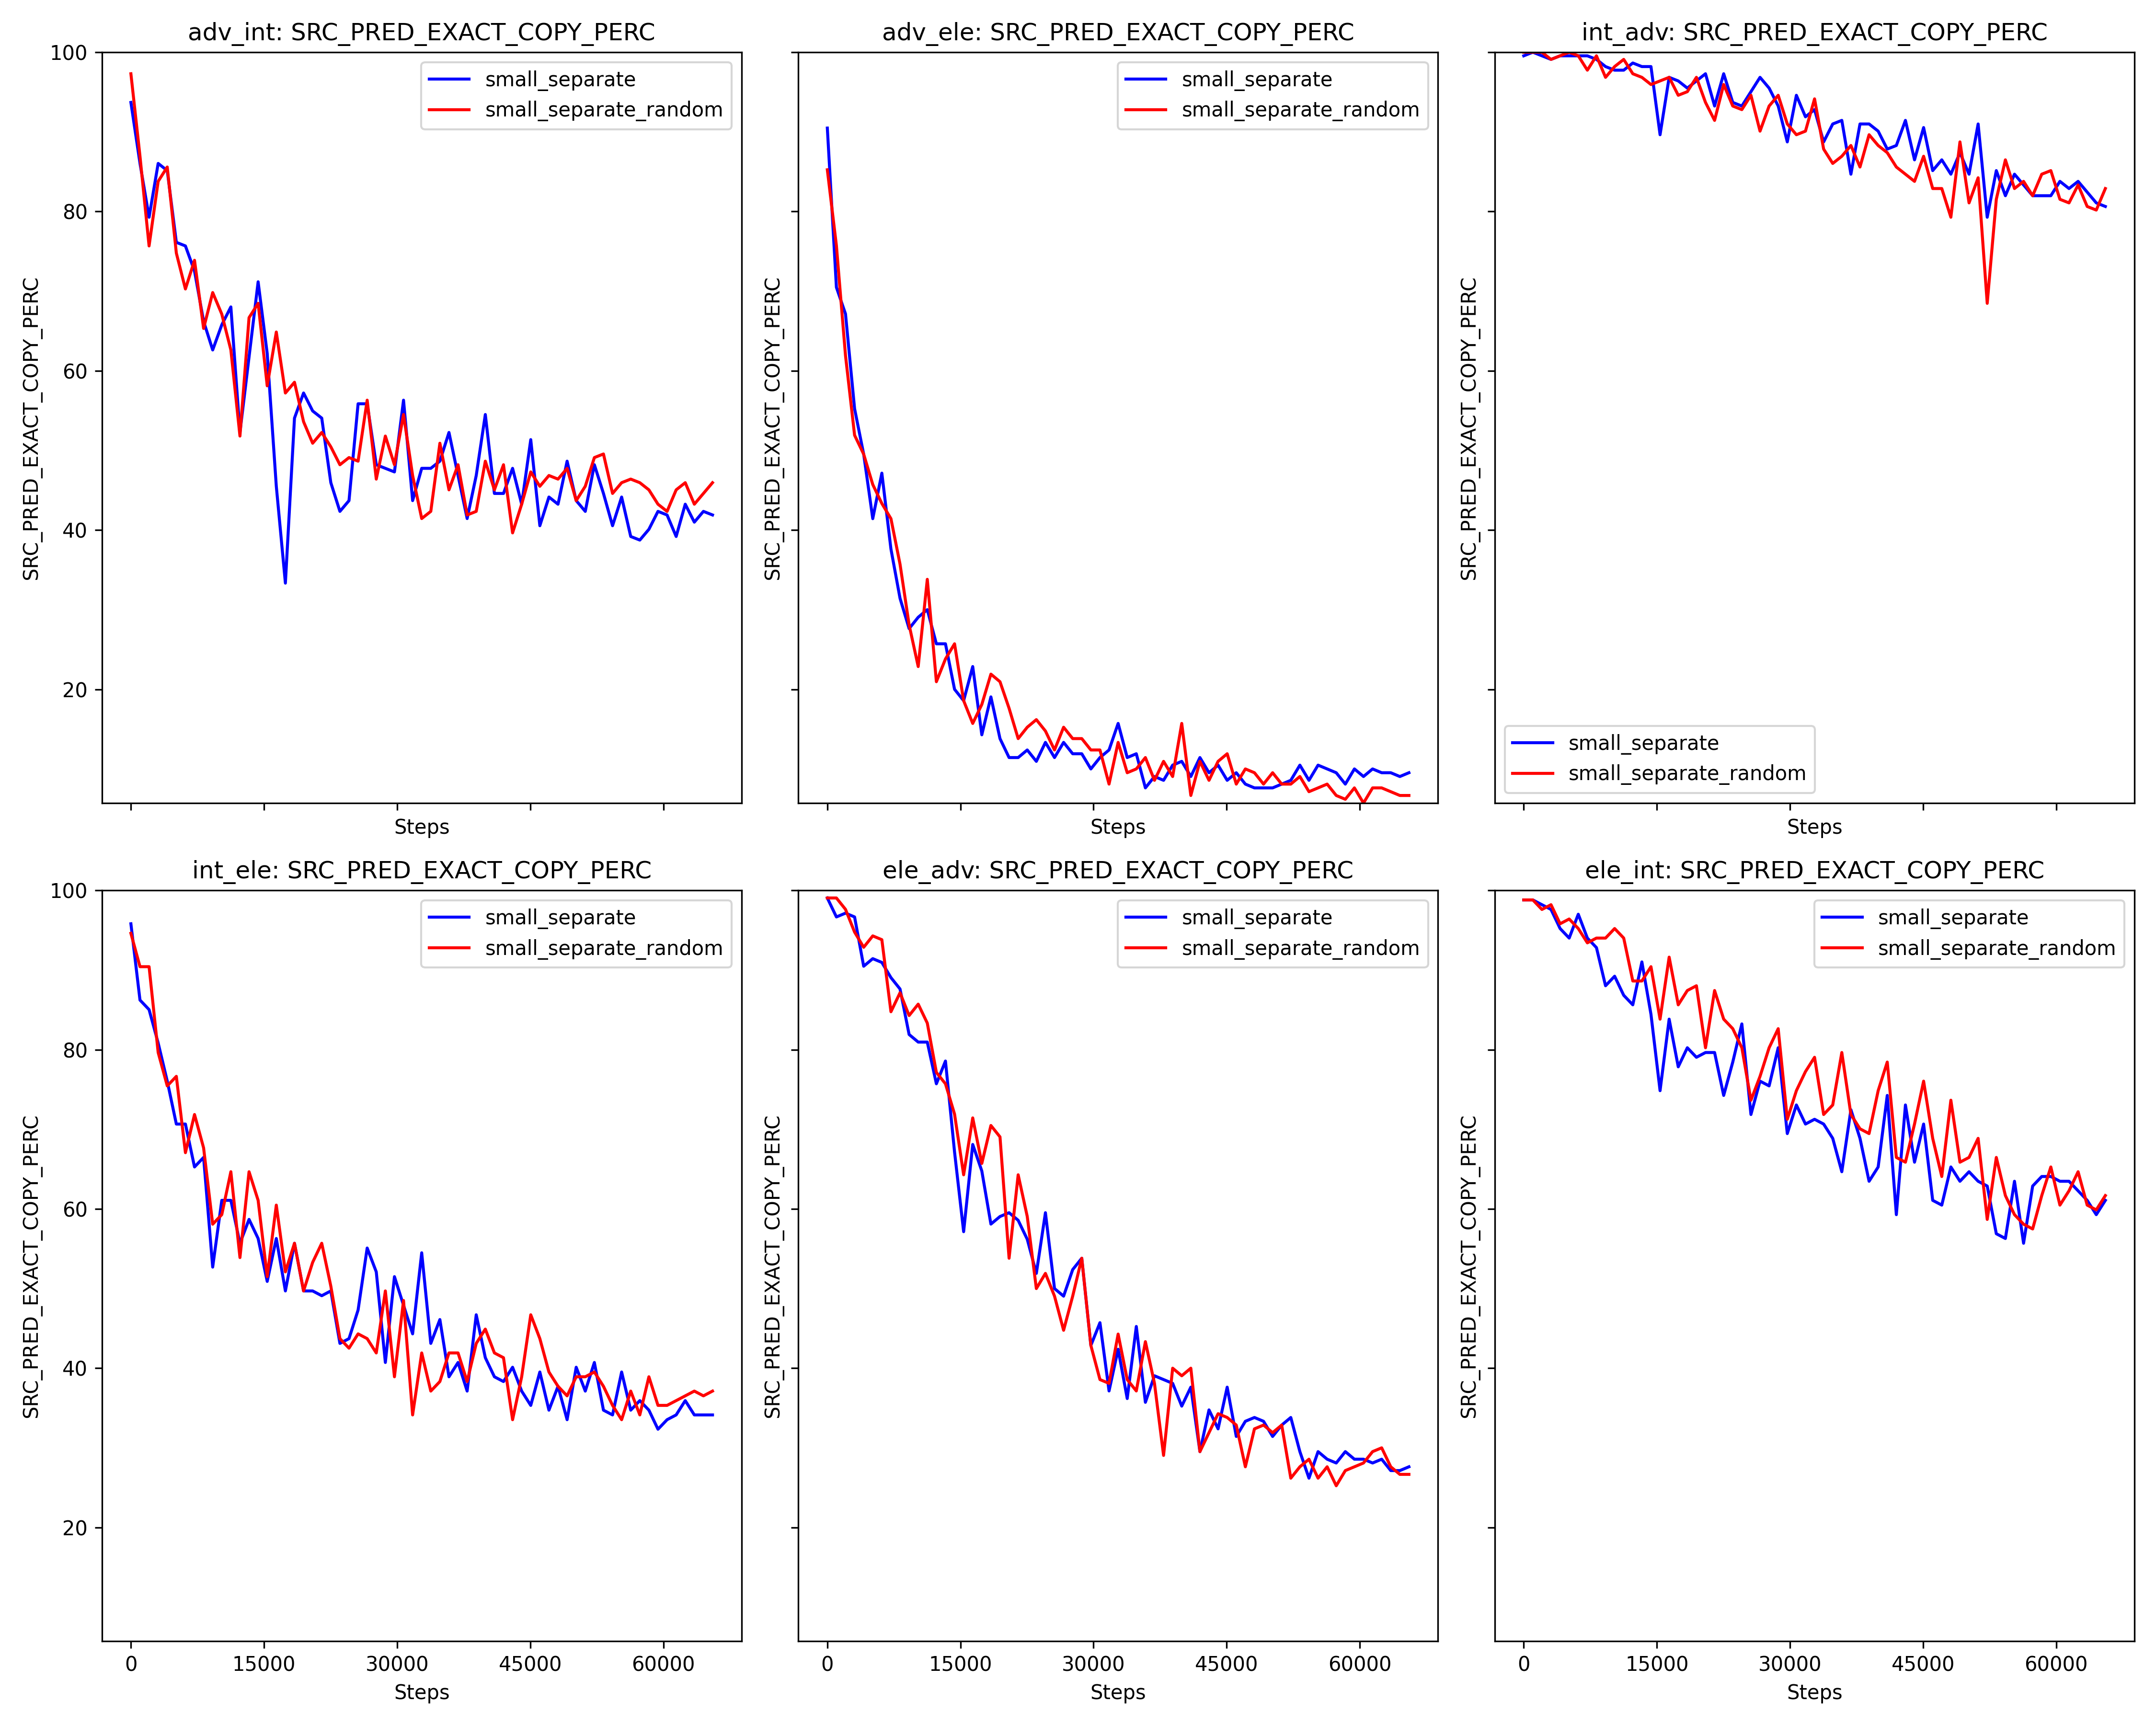 adv_int: SRC_PRED_EXACT_COPY_PERC
adv_ele: SRC_PRED_EXACT_COPY_PERC
int_adv: SRC_PRED_EXACT_COPY_PERC
100
80
60
40
20
SRC_PRED_EXACT_COPY_PERC
small_separate
small_separate_random
Steps
SRC_PRED_EXACT_COPY_PERC
small_separate
small_separate_random
Steps
SRC_PRED_EXACT_COPY_PERC
small_separate
small_separate_random
Steps
int_ele: SRC_PRED_EXACT_COPY_PERC
ele_adv: SRC_PRED_EXACT_COPY_PERC
ele_int: SRC_PRED_EXACT_COPY_PERC
100
80
60
40
20
SRC_PRED_EXACT_COPY_PERC
small_separate
small_separate_random
0 15000 30000 45000 60000
Steps
SRC_PRED_EXACT_COPY_PERC
small_separate
small_separate_random
0 15000 30000 45000 60000
Steps
SRC_PRED_EXACT_COPY_PERC
small_separate
small_separate_random
0 15000 30000 45000 60000
Steps